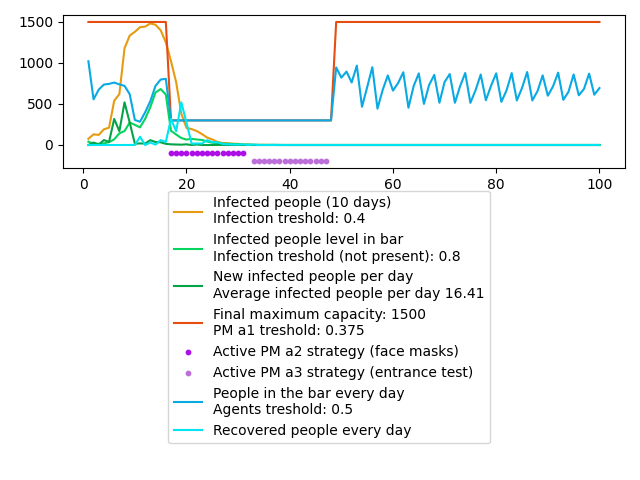 1500
1000
500
0
0
20
40
60
80
100
Infected people (10 days)
Infection treshold: 0.4
Infected people level in bar
Infection treshold (not present): 0.8
New infected people per day
Average infected people per day 16.41
Final maximum capacity: 1500
PM a1 treshold: 0.375
Active PM a2 strategy (face masks)
Active PM a3 strategy (entrance test)
People in the bar every day
Agents treshold: 0.5
Recovered people every day